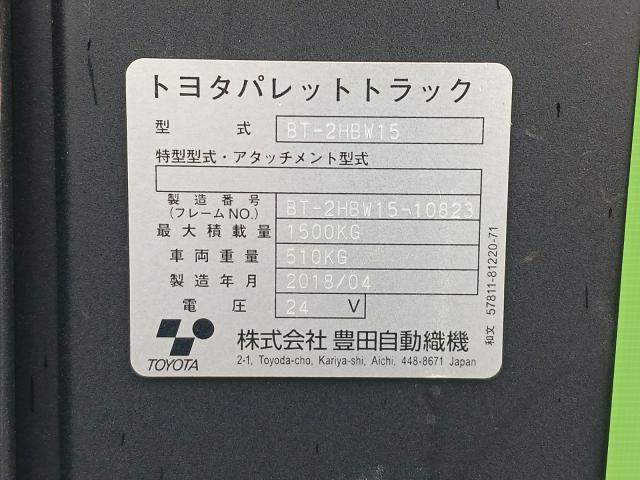 トヨタパレットトラック
型式 BT-2HBW15
特型型式・アタッチメント型式
製造番号 (フレームNO.) BT-2HBW15-10823
最大積載量 1500KG
車両重量 510KG
製造年月 2018/04
電圧 24 V
TOYOTA
株式会社 豊田自動織機
2-1, Toyoda-cho, Kariya-shi, Aichi, 448-8671 Japan
和文 57811-81220-71